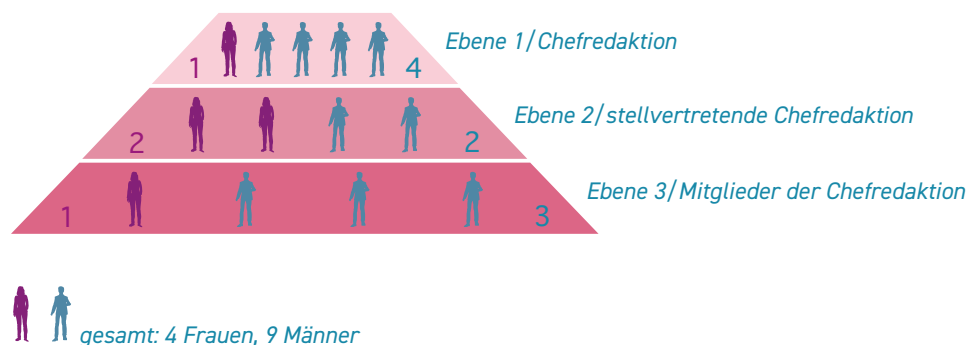 1 4 Ebene 1/Chefredaktion
2 2 Ebene 2/stellvertretende Chefredaktion
1 3 Ebene 3/Mitglieder der Chefredaktion
gesamt: 4 Frauen, 9 Männer